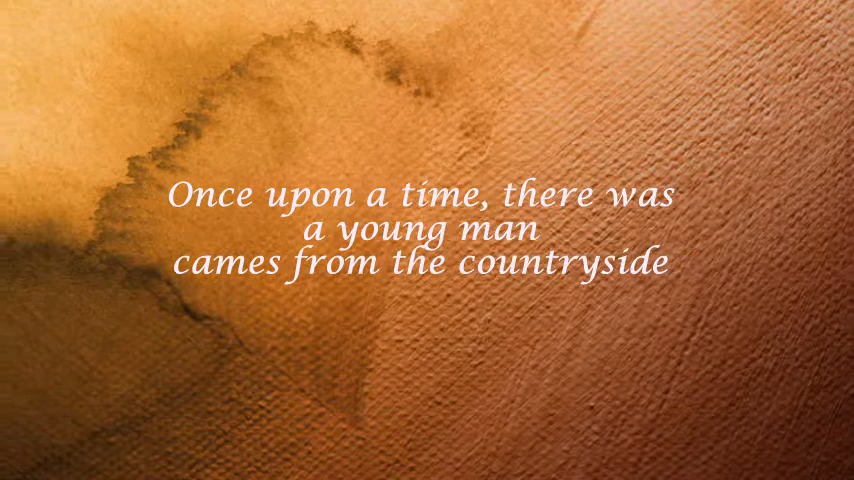 Once upon a time, there was
a young man
cames from the countryside